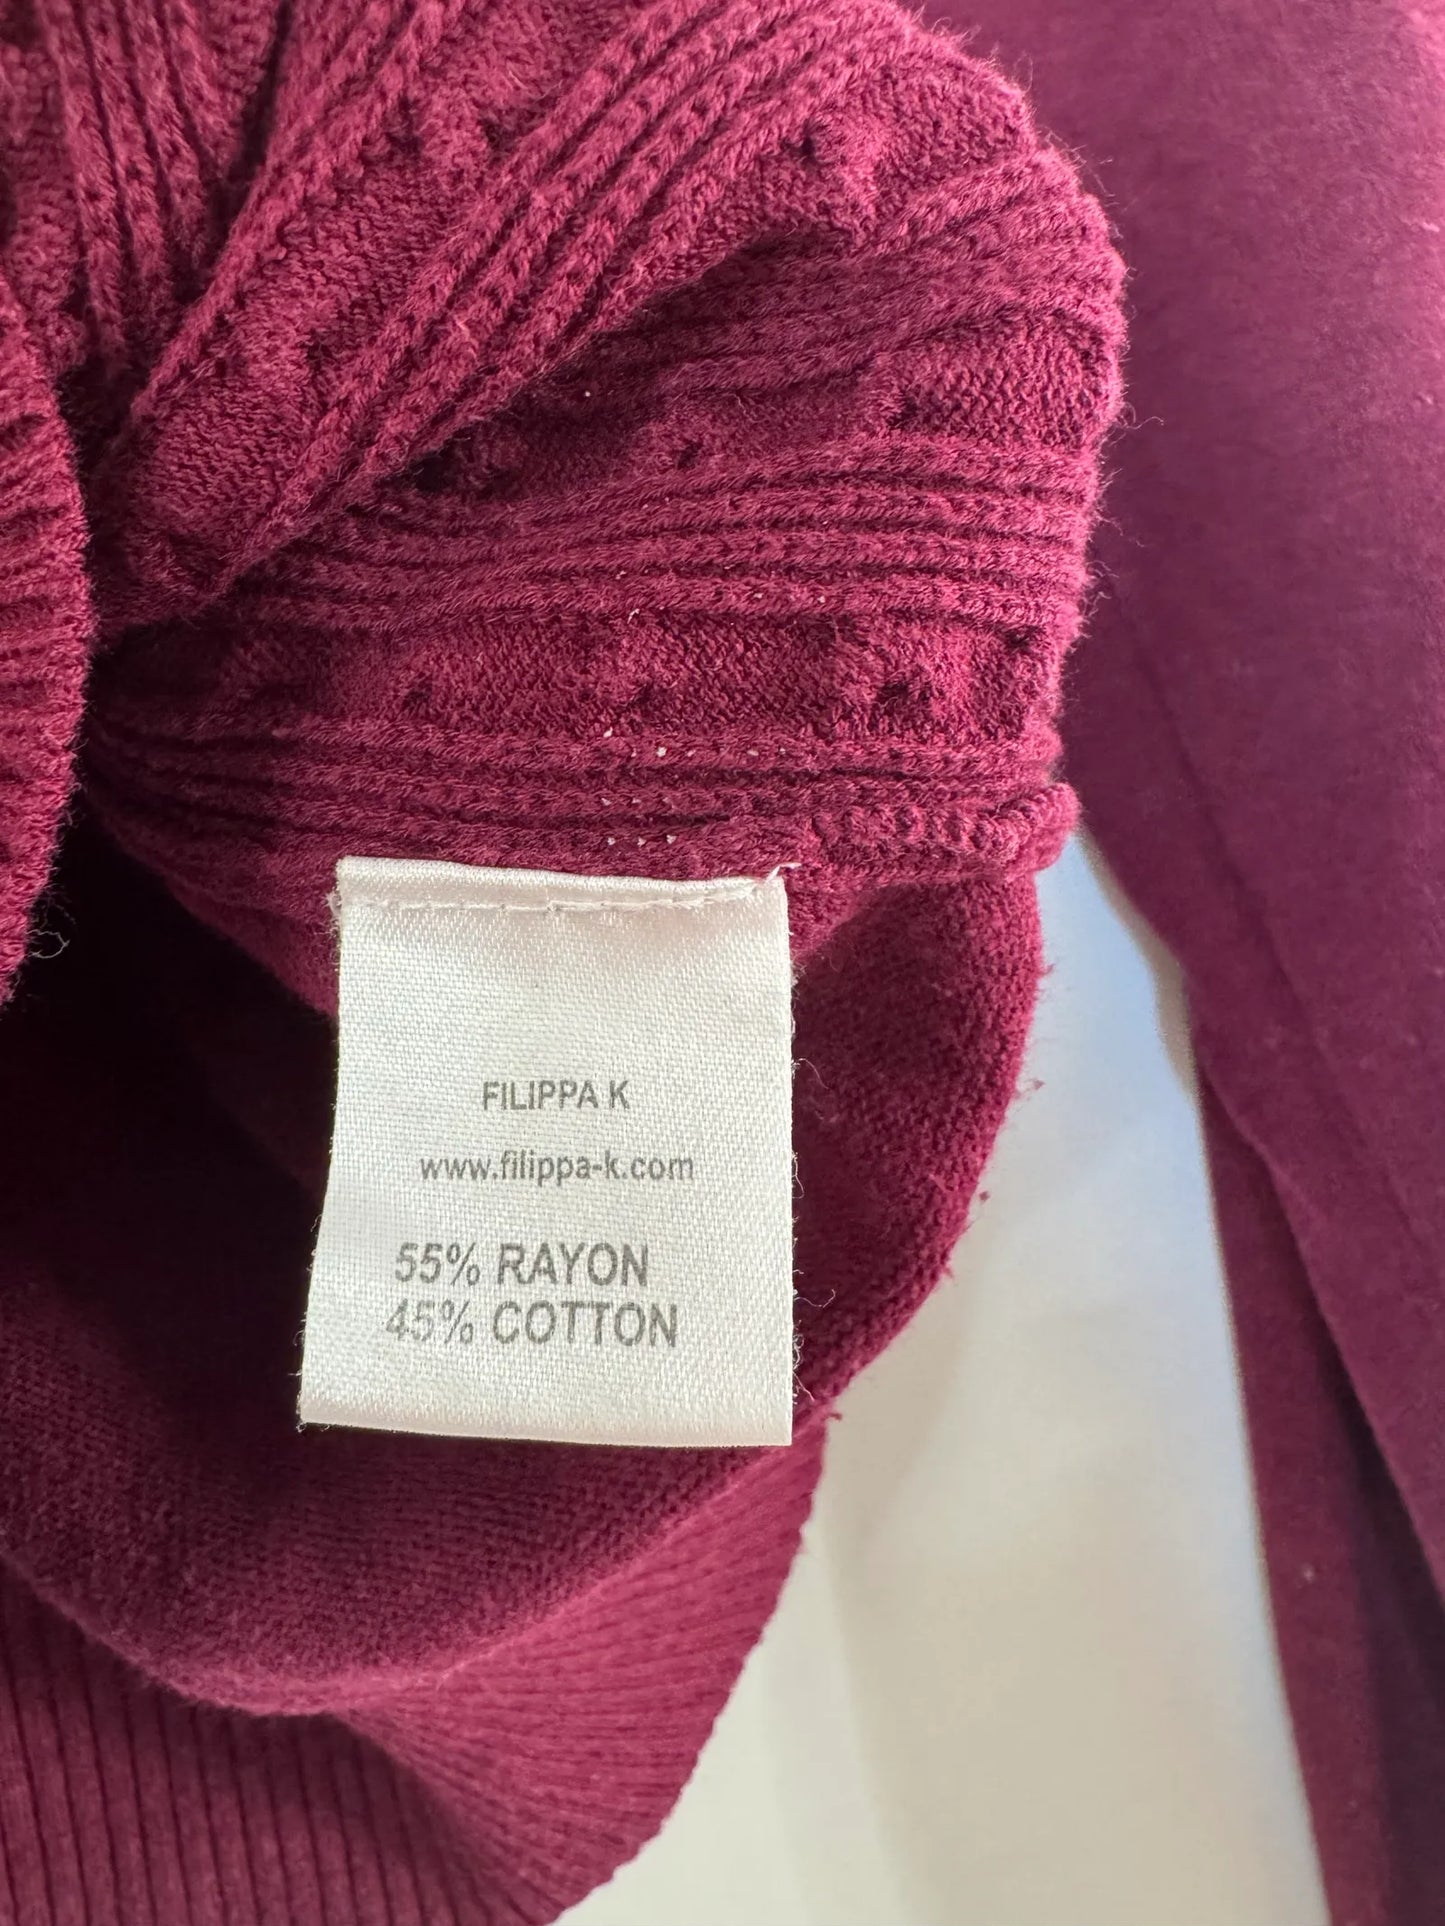 FILIPPA K
www.filippa-k.com
55% RAYON
45% COTTON